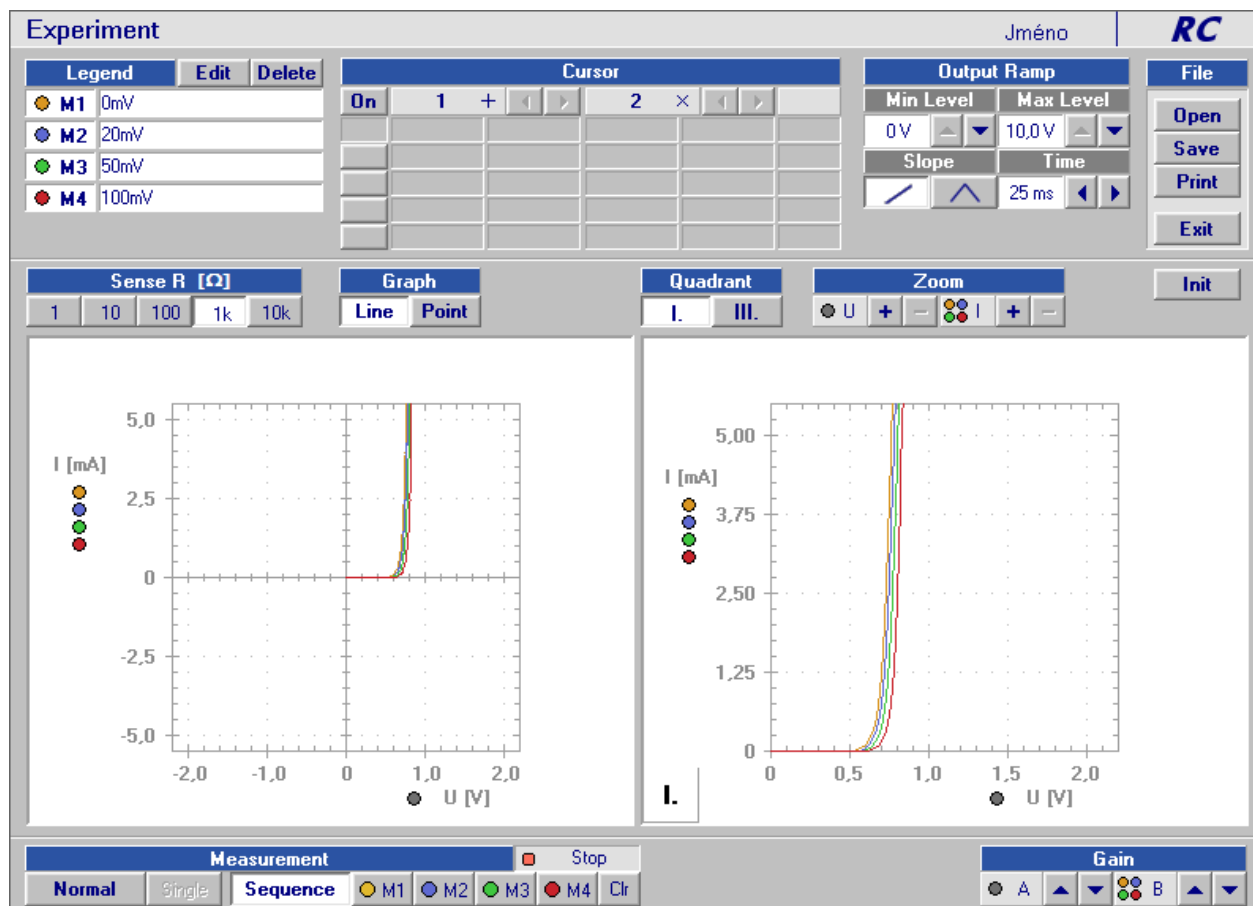 Experiment
Jméno
RC
Legend Edit Delete
M1 0mV
M2 20mV
M3 50mV
M4 100mV
Cursor
On 1 + 2 ×
Output Ramp
Min Level Max Level
0 V 10,0 V
Slope Time
25 ms
File
Open
Save
Print
Exit
Sense R [Ω]
1 10 100 1k 10k
Graph
Line Point
Quadrant
I. III.
Zoom
U + − I + −
Init
5,0
I [mA]
2,5
0
-2,5
-5,0
-2,0 -1,0 0 1,0 2,0
U [V]
5,00
I [mA]
3,75
2,50
1,25
0
0 0,5 1,0 1,5 2,0
I.
U [V]
Measurement Stop
Normal Single Sequence M1 M2 M3 M4 Clr
Gain
A B